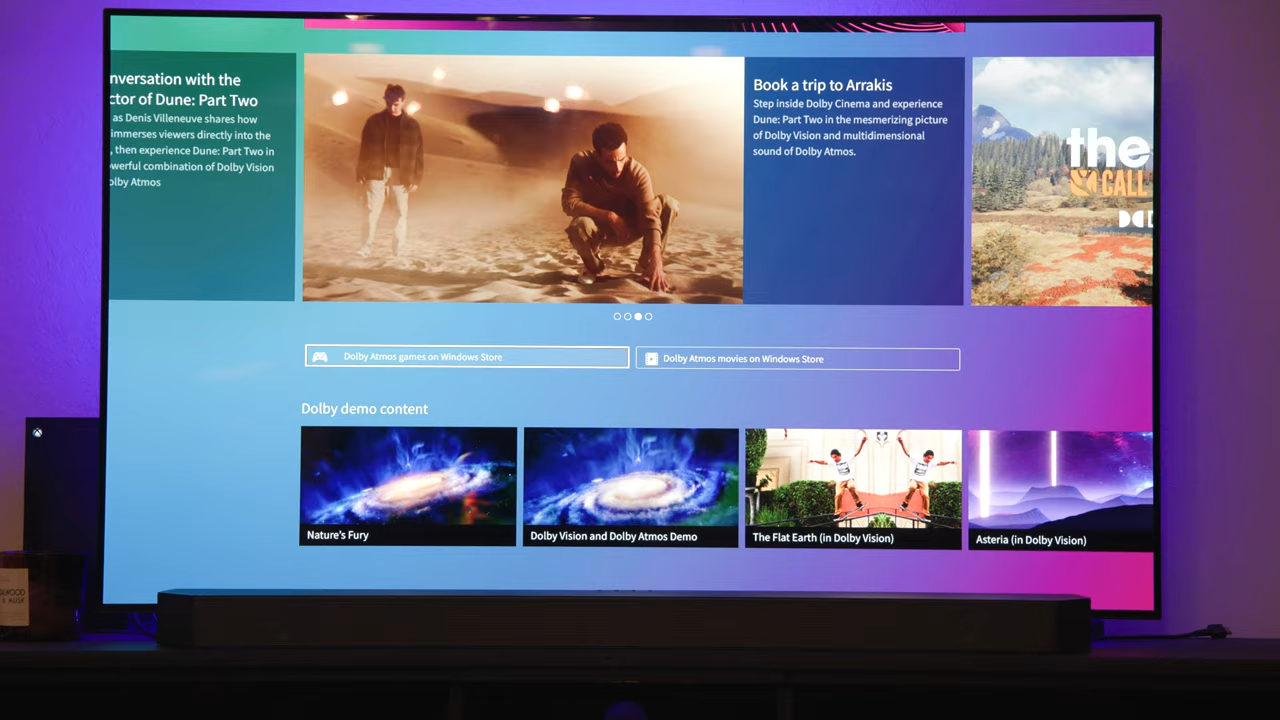 nversation with the
ctor of Dune: Part Two
as Denis Villeneuve shares how
immerses viewers directly into the
, then experience Dune: Part Two in
werful combination of Dolby Vision
olby Atmos
Book a trip to Arrakis
Step inside Dolby Cinema and experience
Dune: Part Two in the mesmerizing picture
of Dolby Vision and multidimensional
sound of Dolby Atmos.
the
CALL
Dolby Atmos games on Windows Store
Dolby Atmos movies on Windows Store
Dolby demo content
Nature's Fury
Dolby Vision and Dolby Atmos Demo
The Flat Earth (in Dolby Vision)
Asteria (in Dolby Vision)
& MUSK